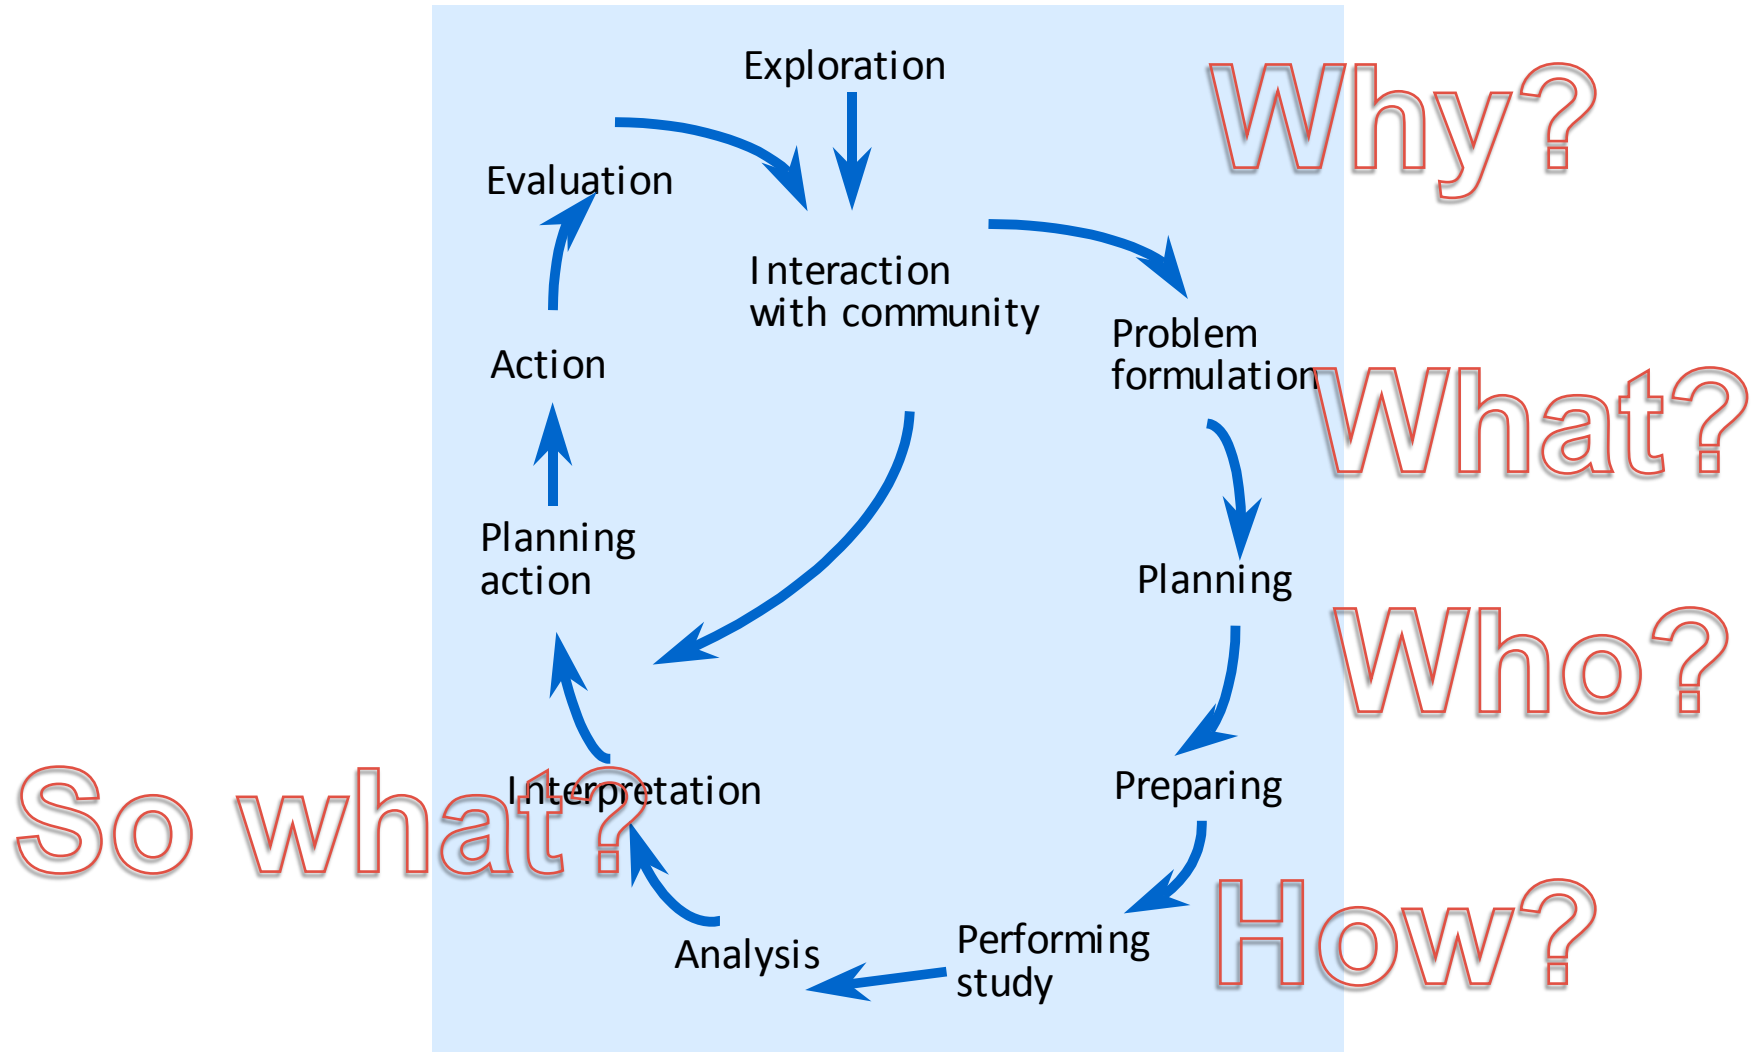 Exploration
Why?
Evaluation
Interaction
with community
Problem
formulation
What?
Action
Planning
action
Planning
Who?
Interpretation
So what?
Preparing
How?
Performing
study
Analysis